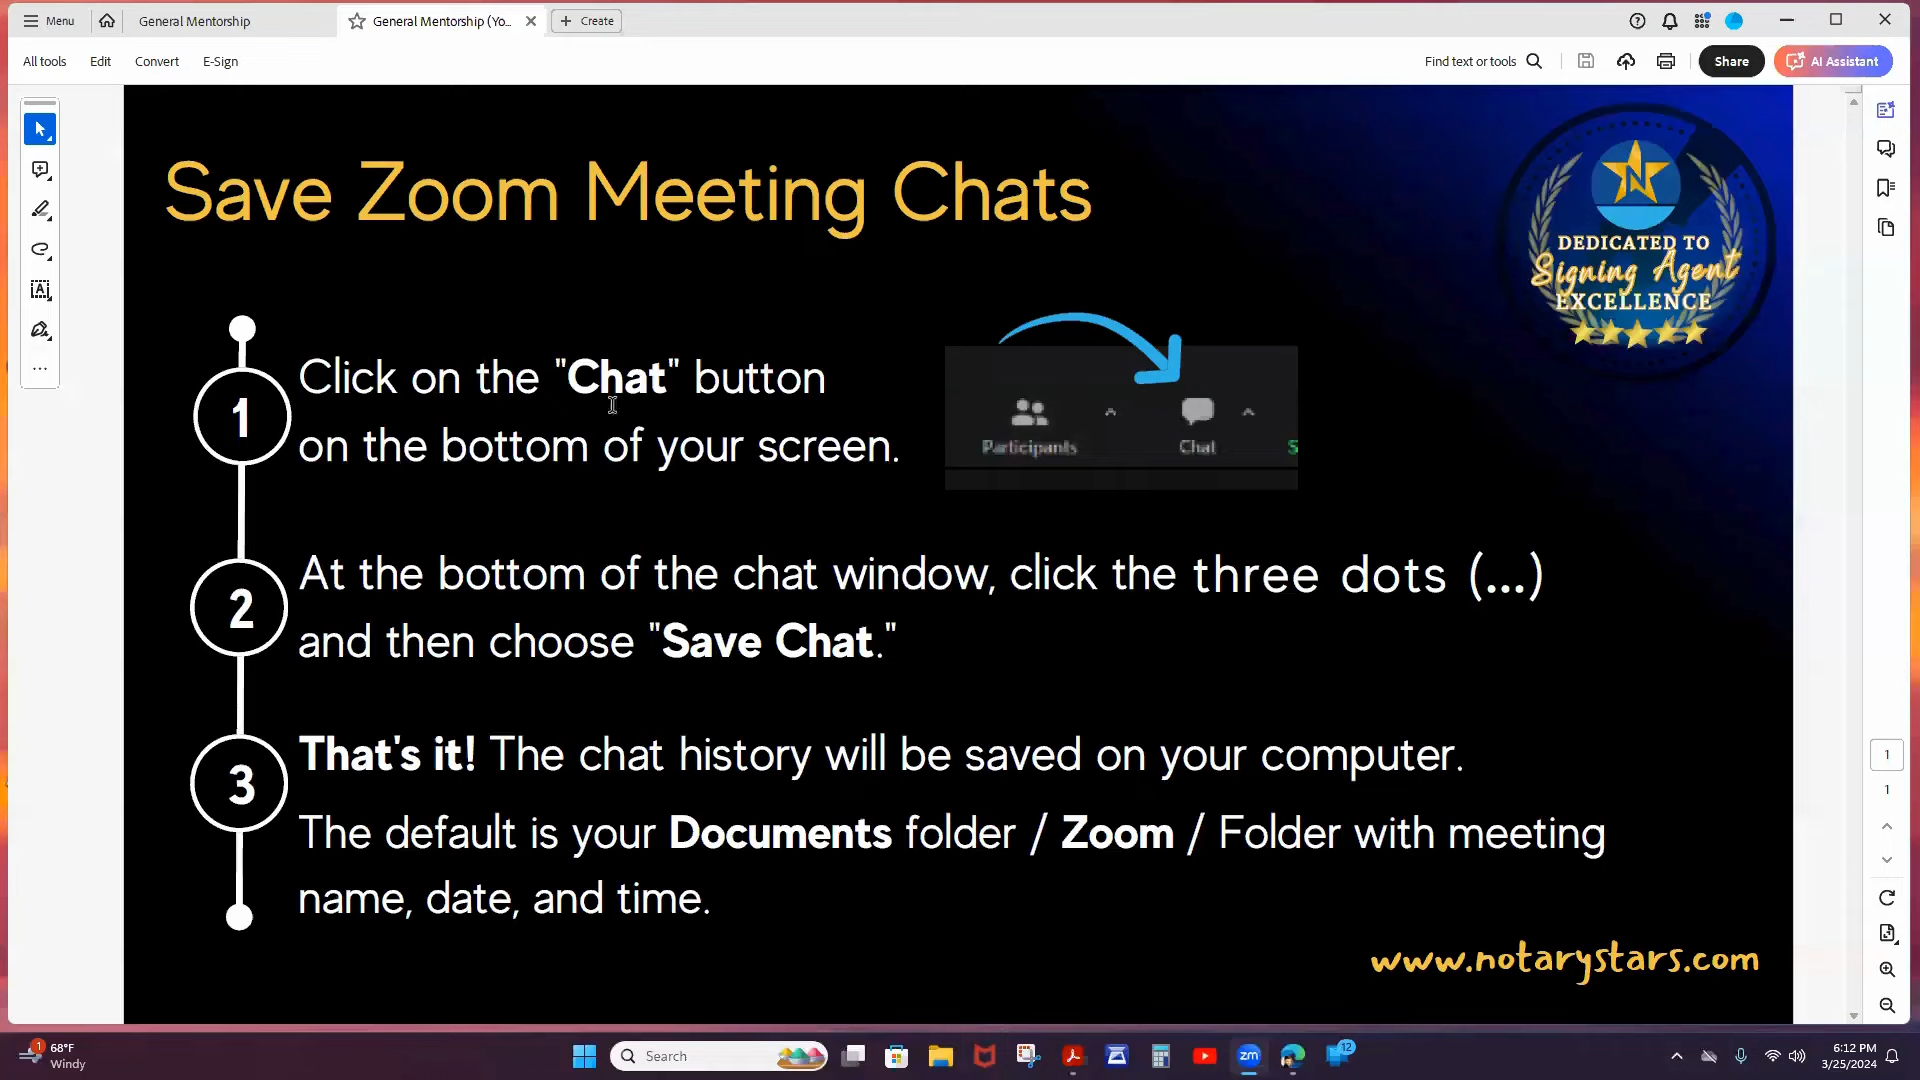 Menu
General Mentorship
General Mentorship (Yo...
Create
All tools
Edit
Convert
E-Sign
Find text or tools
Share
AI Assistant
Save Zoom Meeting Chats
N
DEDICATED TO
Signing Agent
EXCELLENCE
1
Click on the "Chat" button
on the bottom of your screen.
Participants
Chat
S
2
At the bottom of the chat window, click the three dots (...)
and then choose "Save Chat."
3
That's it! The chat history will be saved on your computer.
The default is your Documents folder / Zoom / Folder with meeting
name, date, and time.
www.notarystars.com
1
1
1
68°F
Windy
Search
zm
12
6:12 PM
3/25/2024